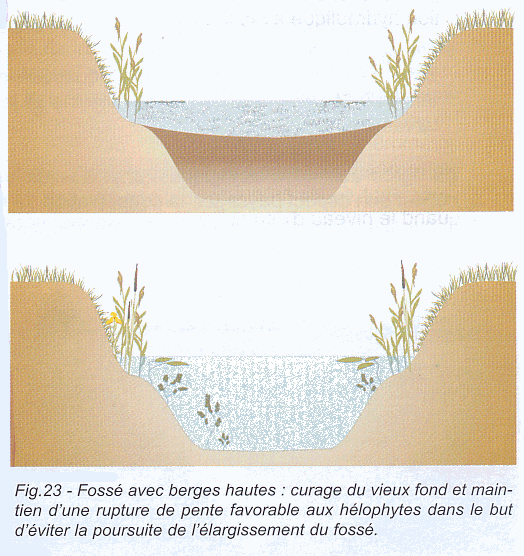 Fig.23 - Fossé avec berges hautes : curage du vieux fond et main-
tien d'une rupture de pente favorable aux hélophytes dans le but
d'éviter la poursuite de l'élargissement du fossé.